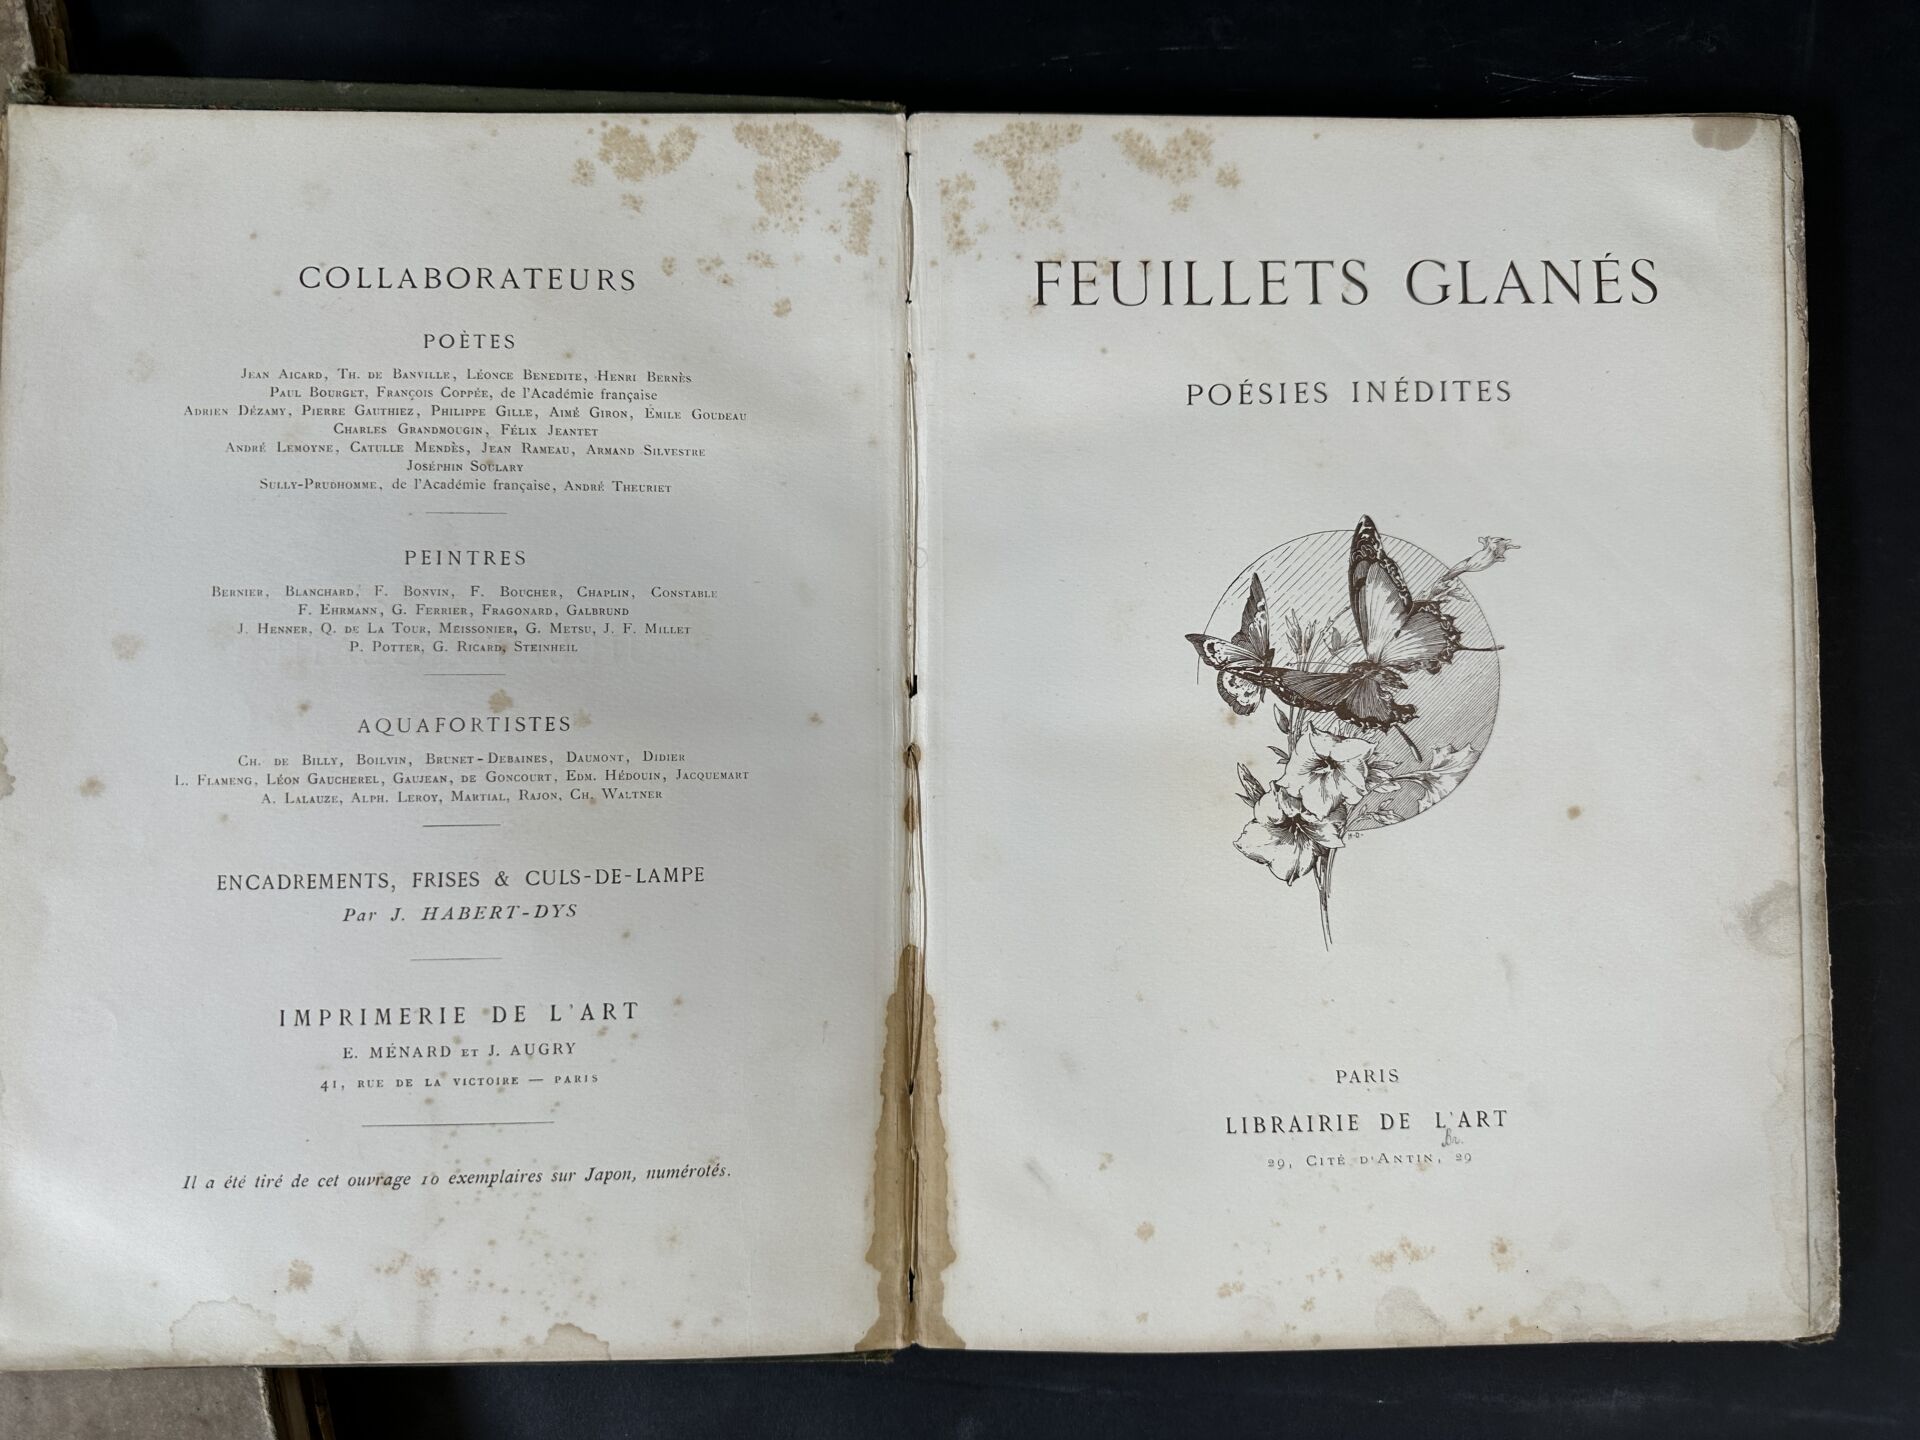 COLLABORATEURS
POÈTES
JEAN AICARD, TH. DE BANVILLE, LÉONCE BENEDITE, HENRI BERNÈS
PAUL BOURGET, FRANÇOIS COPPÉE, de l'Académie française
ADRIEN DÉZAMY, PIERRE GAUTHIEZ, PHILIPPE GILLE, AIMÉ GIRON, ÉMILE GOUDEAU
CHARLES GRANDMOUGIN, FÉLIX JEANTET
ANDRÉ LEMOYNE, CATULLE MENDÈS, JEAN RAMEAU, ARMAND SILVESTRE
JOSÉPHIN SOULARY
SULLY-PRUDHOMME, de l'Académie française, ANDRÉ THEURIET
PEINTRES
BERNIER, BLANCHARD, F. BONVIN, F. BOUCHER, CHAPLIN, CONSTABLE
F. EHRMANN, G. FERRIER, FRAGONARD, GALBRUND
J. HENNER, Q. DE LA TOUR, MEISSONIER, G. METSU, J. F. MILLET
P. POTTER, G. RICARD, STEINHEIL
AQUAFORTISTES
CH. DE BILLY, BOILVIN, BRUNET-DEBAINES, DAUMONT, DIDIER
L. FLAMENG, LÉON GAUCHEREL, GAUJEAN, DE GONCOURT, EDM. HÉDOUIN, JACQUEMART
A. LALAUZE, ALPH. LEROY, MARTIAL, RAJON, CH. WALTNER
ENCADREMENTS, FRISES & CULS-DE-LAMPE
Par J. HABERT-DYS
IMPRIMERIE DE L'ART
E. MÉNARD ET J. AUGRY
41, RUE DE LA VICTOIRE — PARIS
Il a été tiré de cet ouvrage 10 exemplaires sur Japon, numérotés.
FEUILLETS GLANÉS
POÉSIES INÉDITES
PARIS
LIBRAIRIE DE L'ART
29, CITÉ D'ANTIN, 29